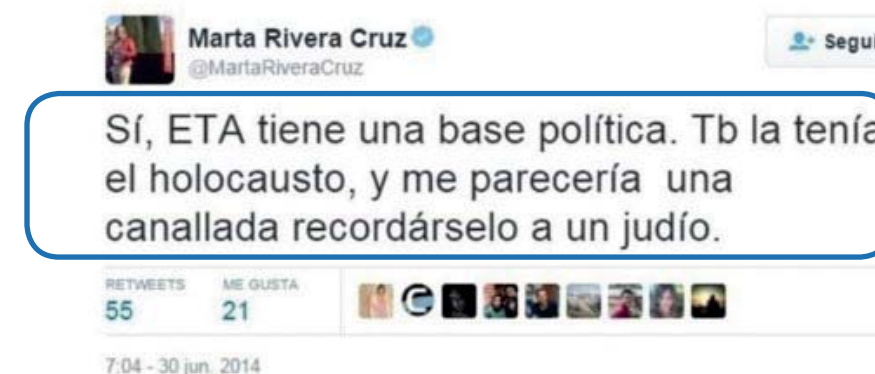 Marta Rivera Cruz
@MartaRiveraCruz
Segui
Sí, ETA tiene una base política. Tb la tenía
el holocausto, y me parecería una
canallada recordárselo a un judío.
RETWEETS ME GUSTA
55 21
7:04 - 30 jun. 2014